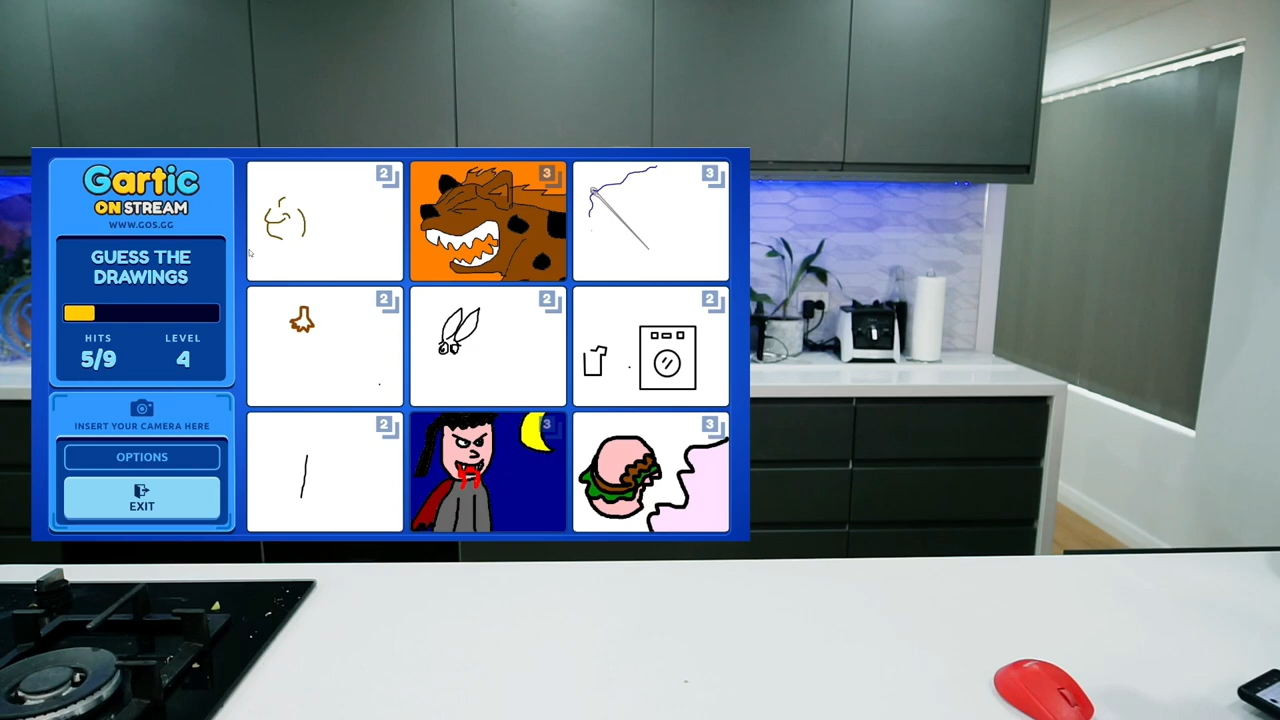 Gartic
ON STREAM
WWW.GOS.GG
GUESS THE
DRAWINGS
HITS
LEVEL
5/9
4
INSERT YOUR CAMERA HERE
OPTIONS
EXIT
2
3
3
2
2
2
2
3
3